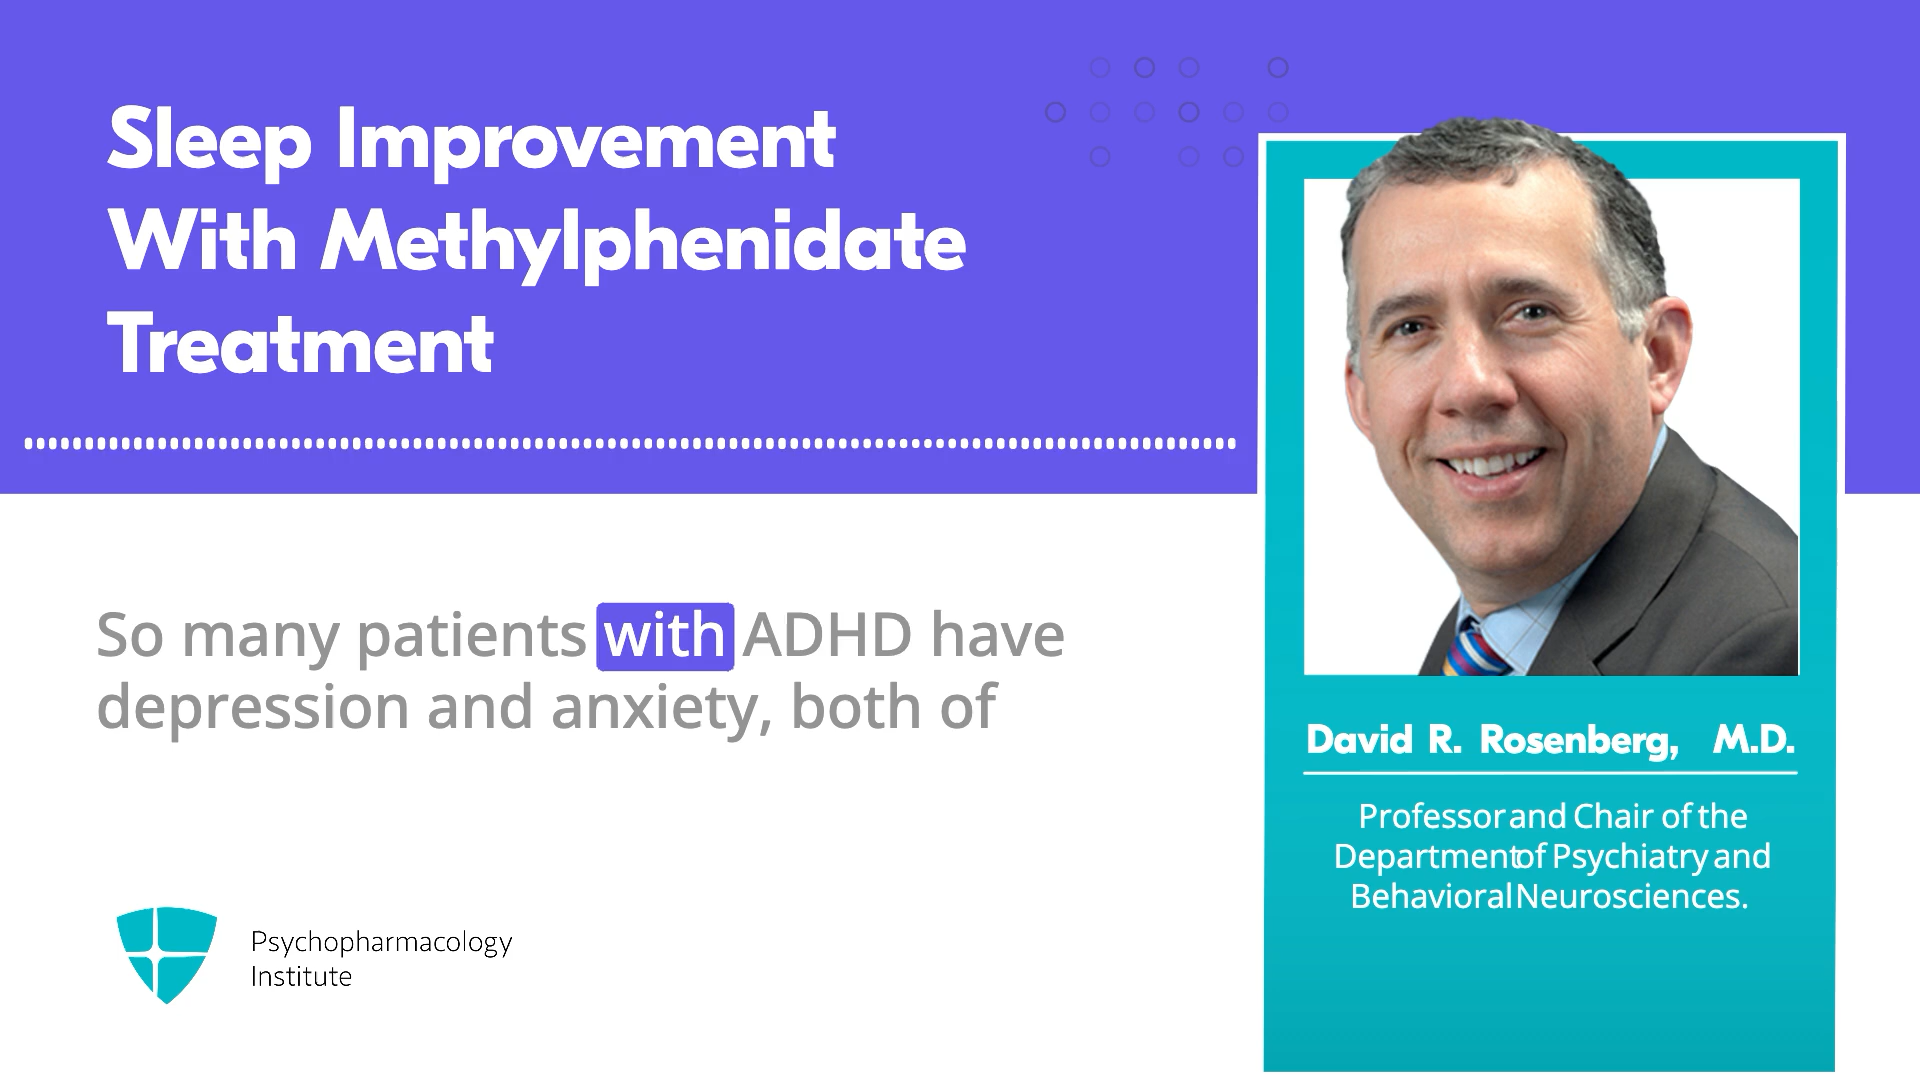 Sleep Improvement
With Methylphenidate
Treatment
So many patients with ADHD have
depression and anxiety, both of
Psychopharmacology
Institute
David R. Rosenberg, M.D.
Professor and Chair of the
Department of Psychiatry and
Behavioral Neurosciences.